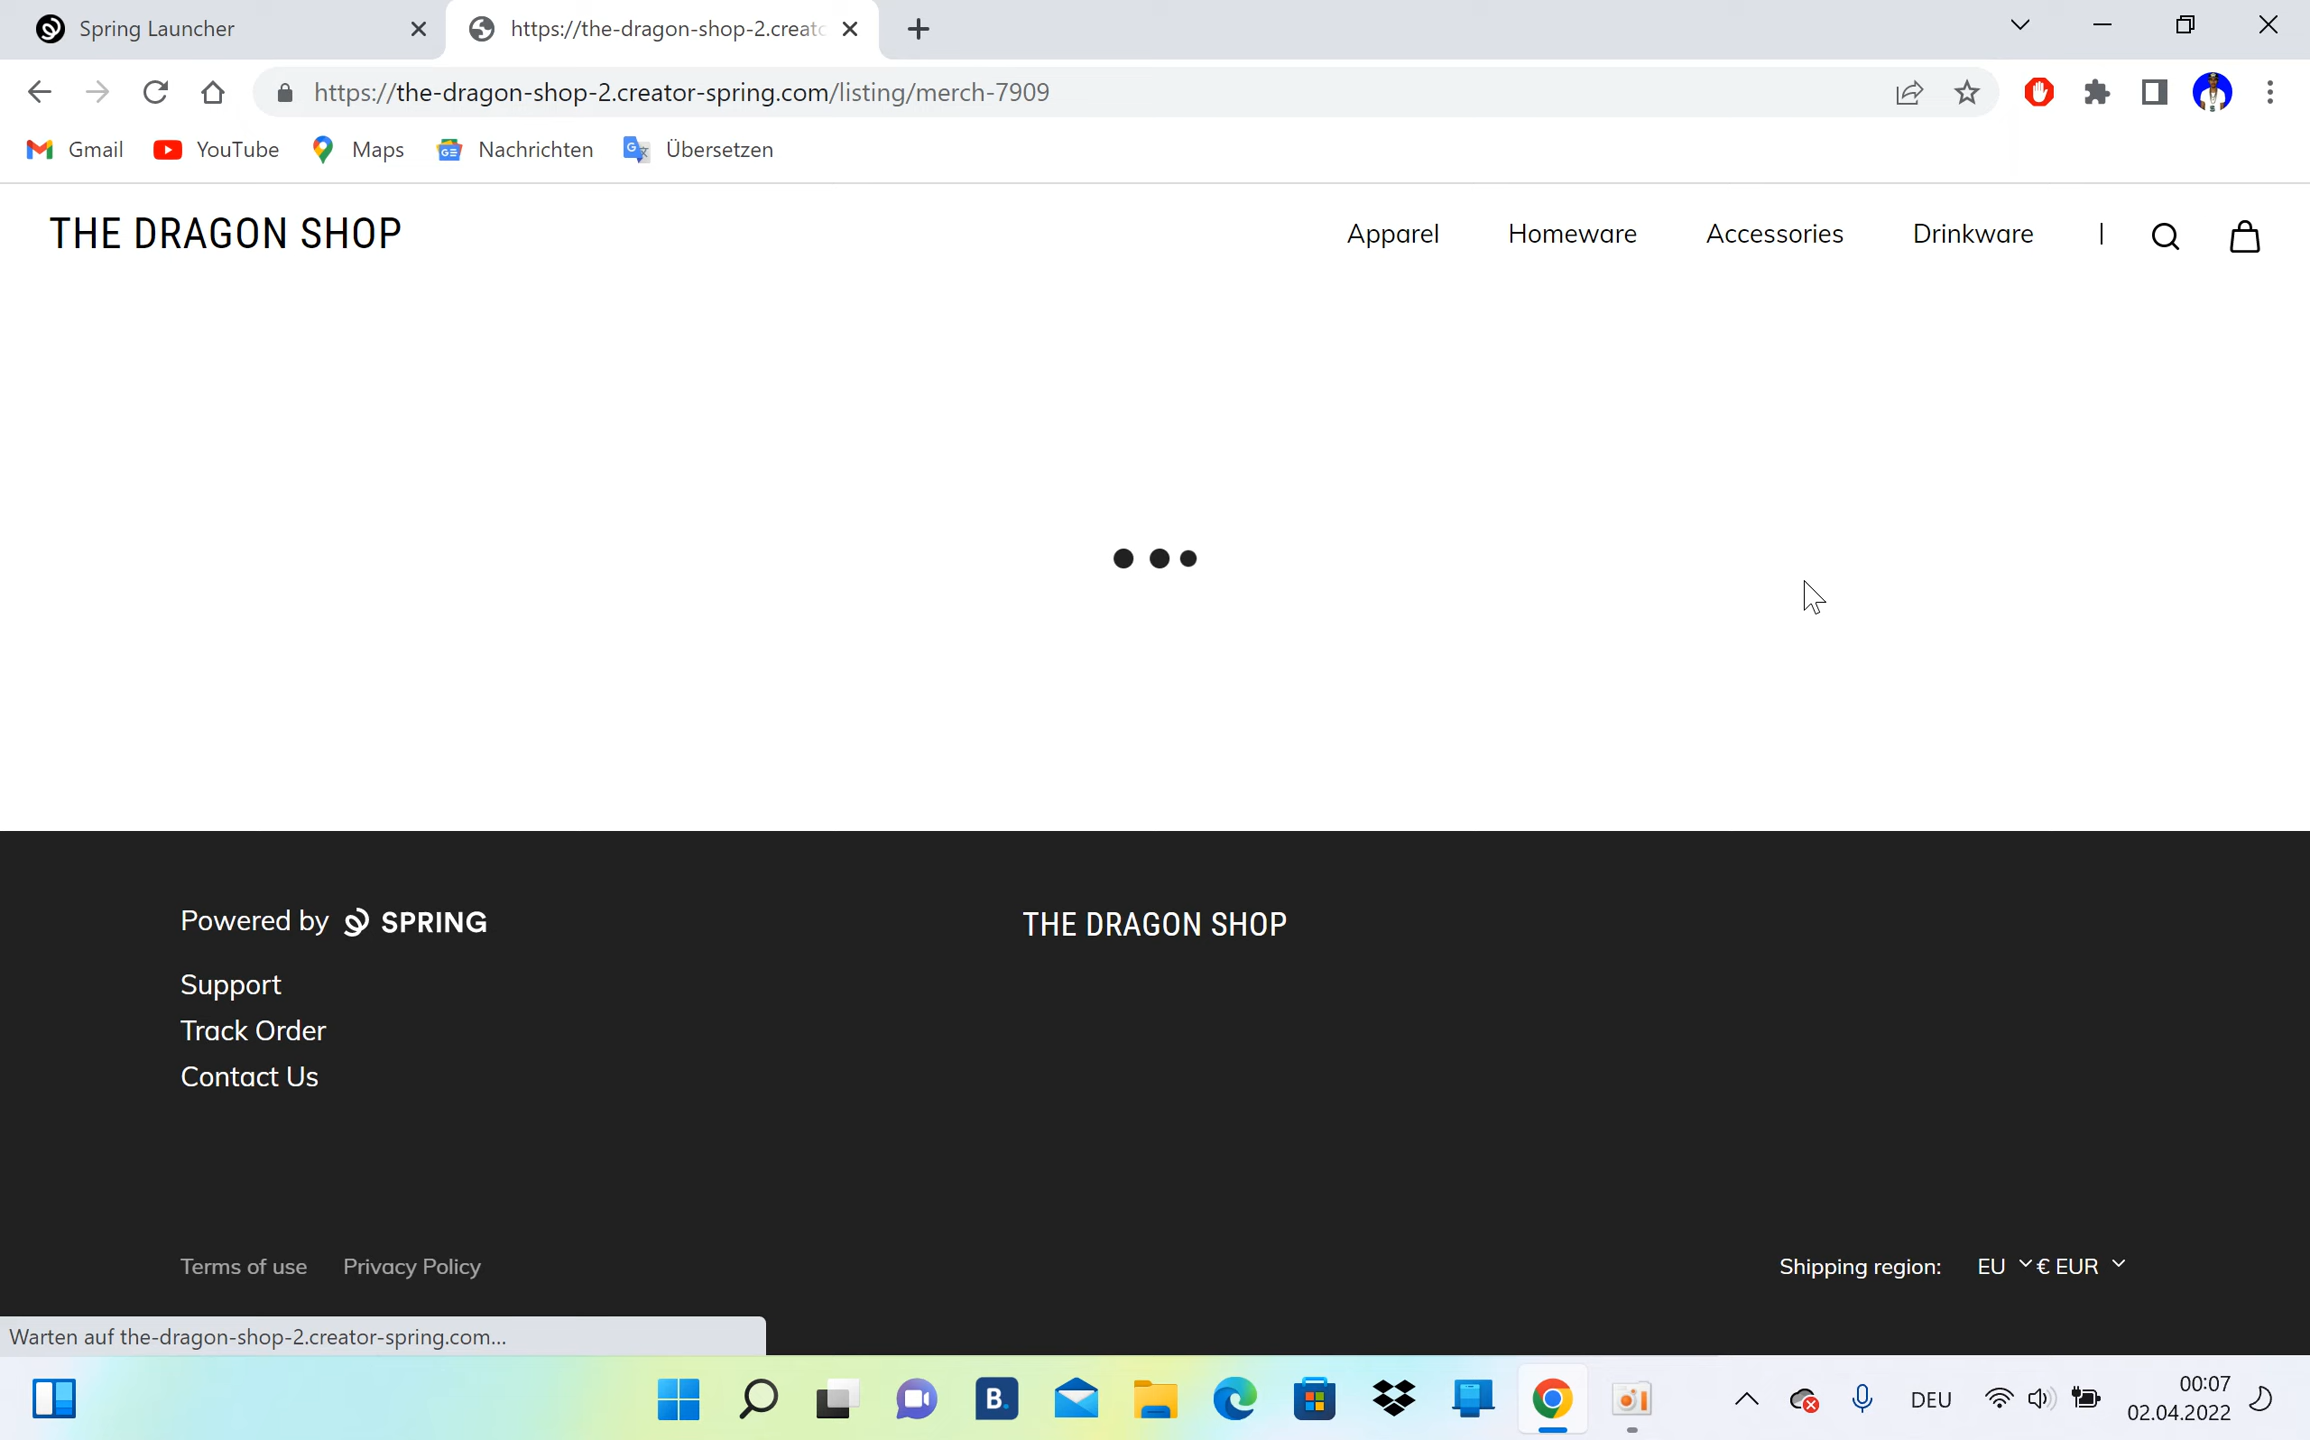 Spring Launcher
https://the-dragon-shop-2.creato
https://the-dragon-shop-2.creator-spring.com/listing/merch-7909
Gmail
YouTube
Maps
Nachrichten
Übersetzen
THE DRAGON SHOP
Apparel
Homeware
Accessories
Drinkware
Powered by SPRING
THE DRAGON SHOP
Support
Track Order
Contact Us
Terms of use
Privacy Policy
Shipping region:
EU
€ EUR
Warten auf the-dragon-shop-2.creator-spring.com...
B.
DEU
00:07
02.04.2022